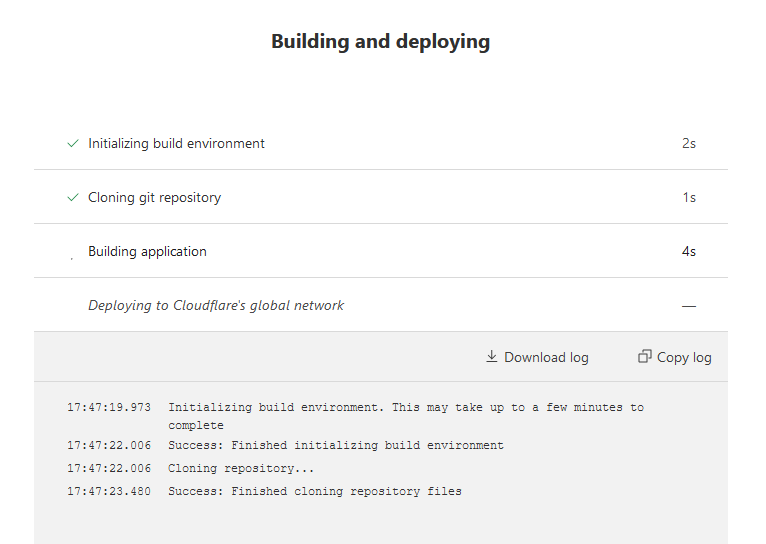 Building and deploying
Initializing build environment 2s
Cloning git repository 1s
Building application 4s
Deploying to Cloudflare's global network —
Download log Copy log
17:47:19.973 Initializing build environment. This may take up to a few minutes to
complete
17:47:22.006 Success: Finished initializing build environment
17:47:22.006 Cloning repository...
17:47:23.480 Success: Finished cloning repository files